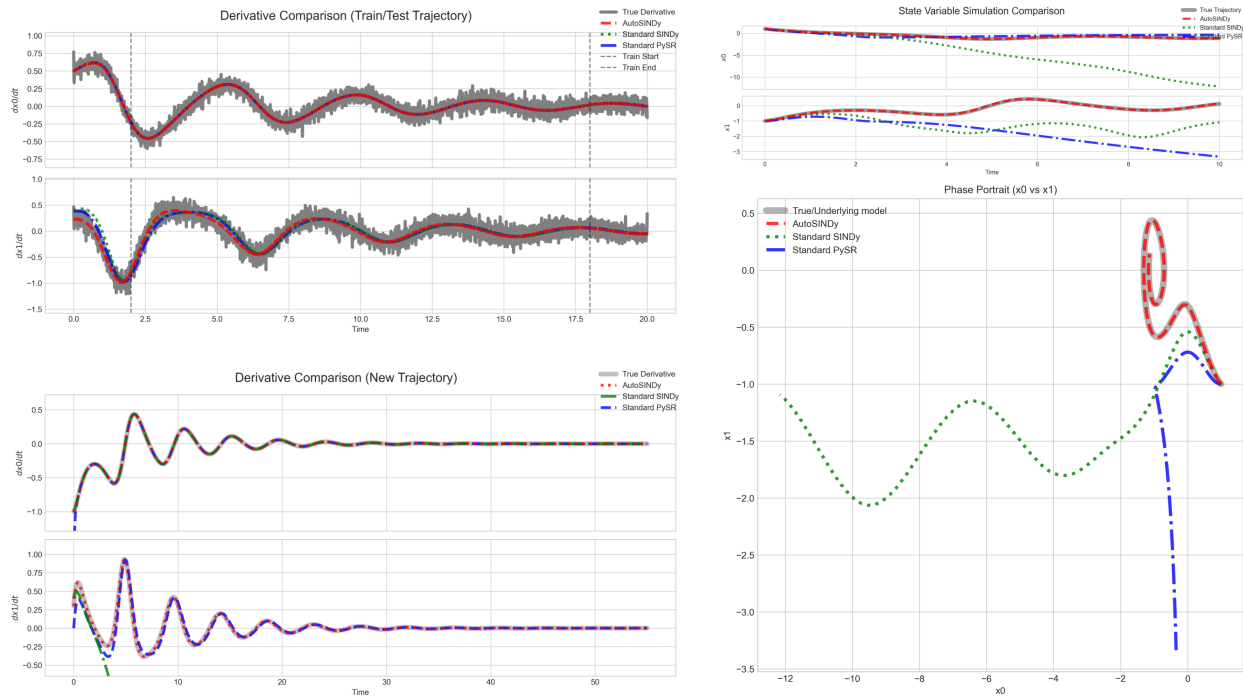 Derivative Comparison (Train/Test Trajectory)
True Derivative
AutoSINDy
Standard SINDy
Standard PySR
Train Start
Train End
1.00
0.75
0.50
0.25
0.00
−0.25
−0.50
−0.75
dx0/dt
1.0
0.5
0.0
−0.5
−1.0
−1.5
dx1/dt
0.0
2.5
5.0
7.5
10.0
12.5
15.0
17.5
20.0
Time
Derivative Comparison (New Trajectory)
True Derivative
AutoSINDy
Standard SINDy
Standard PySR
0.5
0.0
−0.5
−1.0
dx0/dt
1.00
0.75
0.50
0.25
0.00
−0.25
−0.50
dx1/dt
0
10
20
30
40
50
Time
State Variable Simulation Comparison
True Trajectory
AutoSINDy
Standard SINDy
Standard PySR
0
−5
−10
x0
0
−1
−2
−3
x1
0
2
4
6
8
10
Time
Phase Portrait (x0 vs x1)
True/Underlying model
AutoSINDy
Standard SINDy
Standard PySR
0.5
0.0
−0.5
−1.0
−1.5
−2.0
−2.5
−3.0
−3.5
x1
−12
−10
−8
−6
−4
−2
0
x0